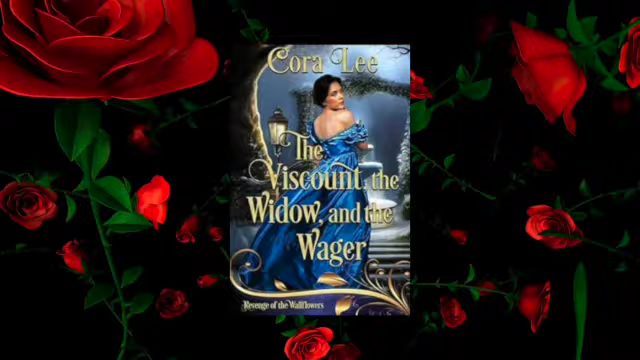 Cora Lee
The
Viscount, the
Widow, and the
Wager
Revenge of the Wallflowers